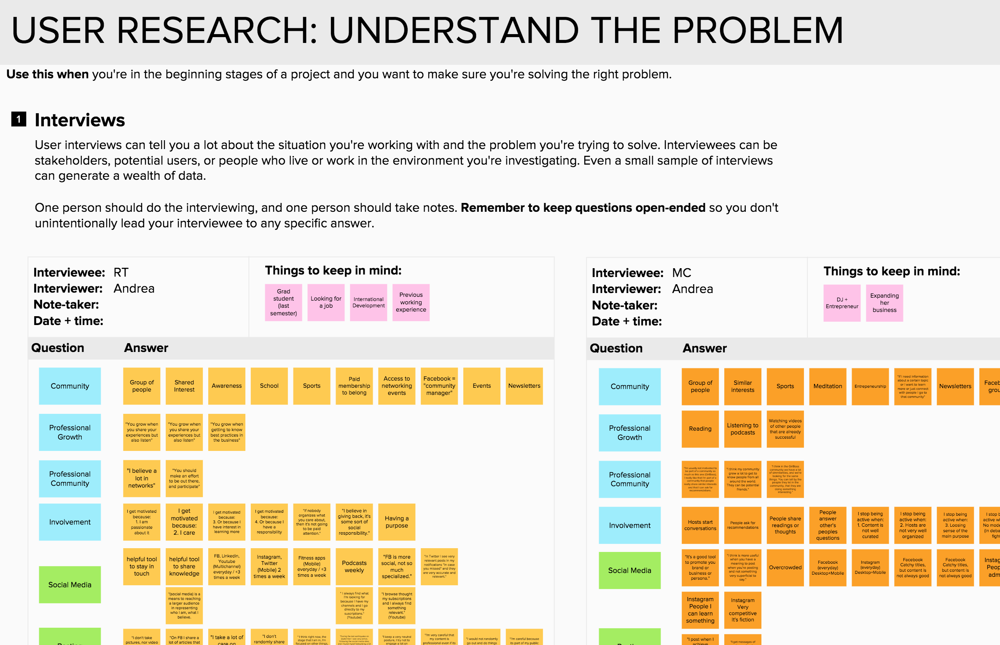 USER RESEARCH: UNDERSTAND THE PROBLEM
Use this when you're in the beginning stages of a project and you want to make sure you're solving the right problem.
1 Interviews
User interviews can tell you a lot about the situation you're working with and the problem you're trying to solve. Interviewees can be
stakeholders, potential users, or people who live or work in the environment you're investigating. Even a small sample of interviews
can generate a wealth of data.
One person should do the interviewing, and one person should take notes. Remember to keep questions open-ended so you don't
unintentionally lead your interviewee to any specific answer.
Interviewee: RT
Interviewer: Andrea
Note-taker:
Date + time:
Things to keep in mind:
Grad
student
(last
semester)
Looking for
a job
International
Development
Previous
working
experience
Question Answer
Community
Group of
people
Shared
Interest
Awareness
School
Sports
Paid
membership
to belong
Access to
networking
events
Facebook =
"community
manager"
Events
Newsletters
Professional
Growth
"You grow when
you share your
experiences but
also listen"
"You grow when
you share your
experiences but
also listen"
"You grow when
getting to know
best practices in
the business"
Professional
Community
"I believe a
lot in
networks"
"You should
make an effort
to be out there,
and participate"
Involvement
I get motivated
because:
1. I am
passionate
about it
I get
motivated
because:
2. I care
I get motivated
because:
3. Or because I
have interest in
learning more
I get motivated
because:
4. Or because I
have a
responsibility
"If nobody
organizes what
you care about,
then it's not going
to be paid
attention."
"I believe in
giving back, it's
some sort of
social
responsibility."
Having a
purpose
Social Media
helpful tool
to stay in
touch
helpful tool
to share
knowledge
FB, Linkedin,
Youtube
(Multichannel)
everyday / +3
times a week
Instagram,
Twitter
(Mobile) 2
times a week
Fitness apps
(Mobile)
everyday / +3
times a week
Podcasts
weekly
"FB is more
social, not so
much
specialized."
"In Twitter I see very
relevant posts in my
notifications "In case
you missed" and they
are very accurate and
relevant."
"(social media) is a
means to reaching
a larger audience
in representing
who I am, what I
believe.
" I always find what
I'm looking for
because I have my
channels and I go
directly to my
suscriptions."
(Youtube)
"I browse thought
my subscriptions
and I always find
something
relevant."
(Youtube)
"I don't take
pictures, nor video
"On FB I share a
lot of articles that
"I take a lot of
care on
"I don't
randomly share
"I think right now, the
stage that I am in, I'm
focused on other things,
"During the last earthquake on
september I was very active,
following the social media sites,
"I keep a very neutral
posture, I try not to
engage a lot on
"I'm very careful that
my content is
professional even if its
"I would not randomly
go out and do things
"I'm careful because
its part of my public
Interviewee: MC
Interviewer: Andrea
Note-taker:
Date + time:
Things to keep in mind:
DJ +
Entrepreneur
Expanding
her
business
Question Answer
Community
Group of
people
Similar
interests
Sports
Meditation
Entrepeneurship
"If I need information
about a certain topic
or I want to learn
more or just connect
with people I go to
that community"
Newsletters
Professional
Growth
Reading
Listening to
podcasts
Watching videos
of other people
that are already
successful
Professional
Community
"I'm usually not motivated to
be part of a community as
much as this one (GirlBoss),
I really like that I'm part of a
community that people
really share similar interests
and that I can ask for
recommendations.
"I think my community
grew a lot to get to
know people from all
around the world.
They can be potential
friends."
"I think in the GirlBoss
community we have a lot
of simmilarities, and we're
looking for the same
things. You can tell by the
people they let in the
community, that they are
doing something
interesting."
Involvement
Hosts start
conversations
People ask for
recommendations
People share
readings or
thoughts
People
answer
other's
peoples
questions
I stop being
active when:
1. Content is
not well
curated
I stop being
active when:
2. Hosts are
not very well
organized
I stop being
active when:
3. Loosing
sense of the
main purpose
Social Media
"It's a good tool
to promote you
brand or
business or
persona."
"I think is more useful
when you have a
meaning to post
when you're posting
and not something
very superficial to
say."
Overcrowded
Facebook
(everyday)
Desktop+Mobile
Instagram
(everyday)
Desktop+Mobile
Facebook
Catchy titles,
but content is
not always good
Facebook
Catchy titles,
but content is
not always good
Instagram
People I
can learn
something
Instagram
Very
competitive
It's fiction
"I post when I
achieve
"I get messages of